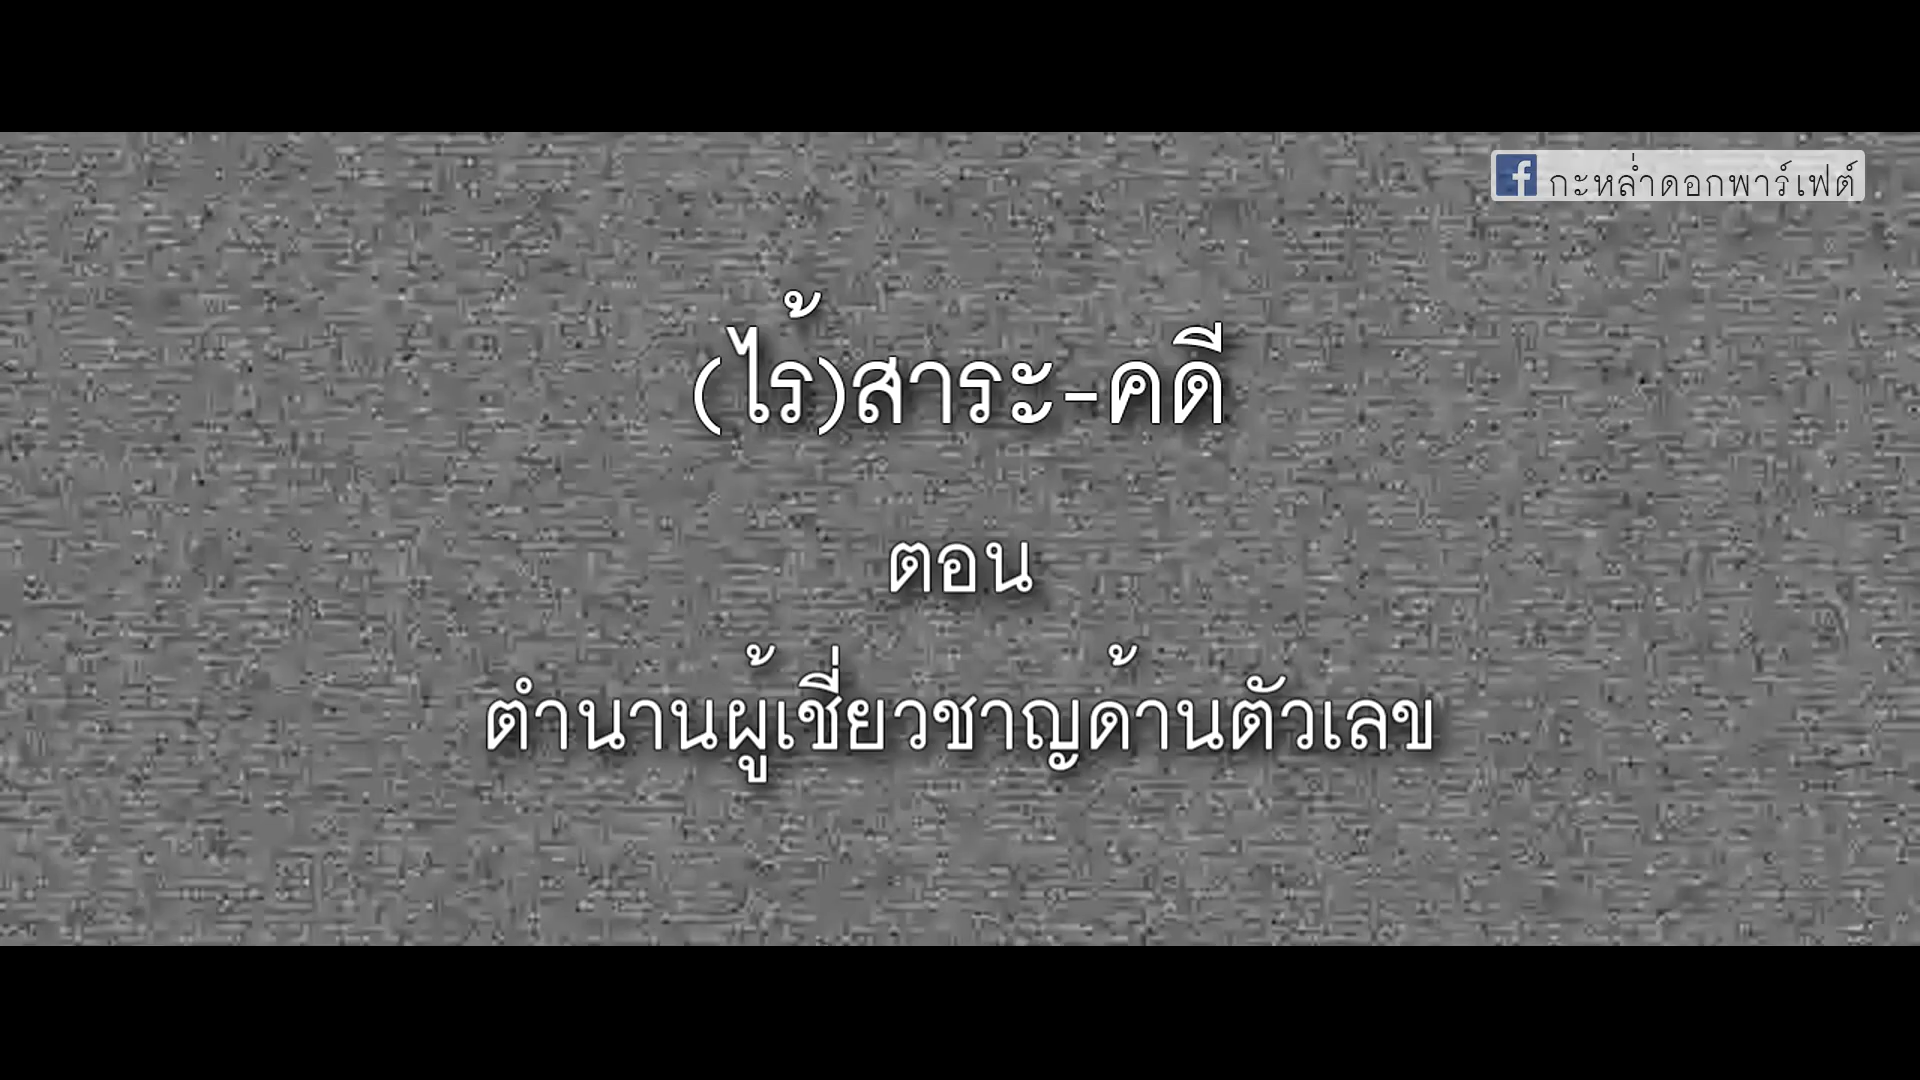 กะหล่ำดอกพาร์เฟต์
(ไร้)สาระ-คดี
ตอน
ตำนานผู้เชี่ยวชาญด้านตัวเลข